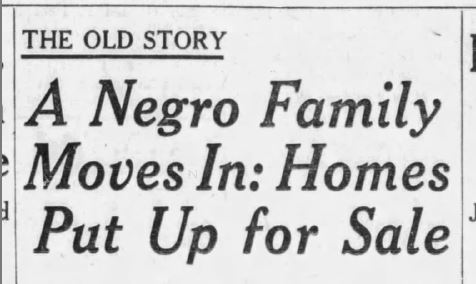 THE OLD STORY
A Negro Family
Moves In: Homes
Put Up for Sale